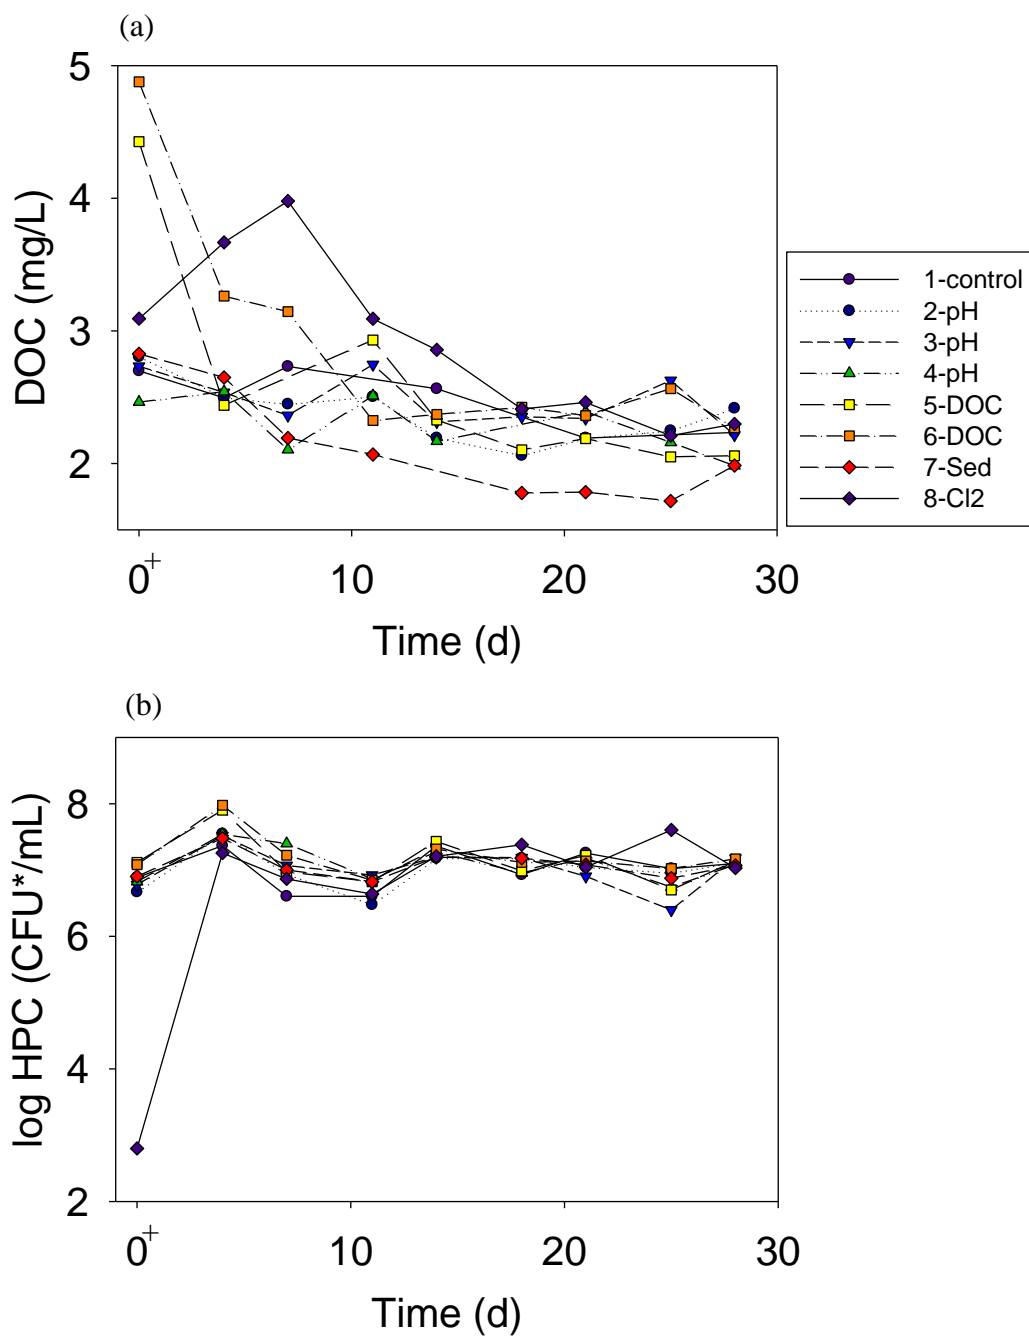 (a)
5
4
3
2
DOC (mg/L)
0+
10
20
30
Time (d)
1-control
2-pH
3-pH
4-pH
5-DOC
6-DOC
7-Sed
8-Cl2
(b)
8
6
4
2
log HPC (CFU*/mL)
0+
10
20
30
Time (d)